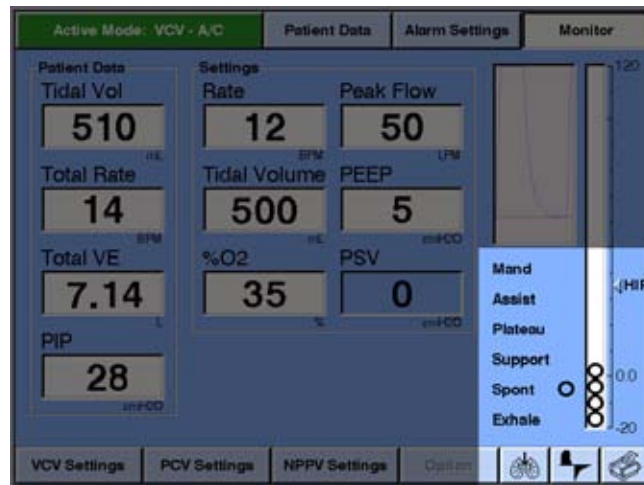 Active Mode: VCV - A/C
Patient Data
Alarm Settings
Monitor
Patient Data
Tidal Vol
510
mL
Total Rate
14
BPM
Total VE
7.14
L
PIP
28
cmH2O
Settings
Rate
12
BPM
Peak Flow
50
LPM
Tidal Volume
500
mL
PEEP
5
cmH2O
%O2
35
%
PSV
0
cmH2O
120
HIP
0.0
-20
Mand
Assist
Plateau
Support
Spont
Exhale
VCV Settings
PCV Settings
NPPV Settings